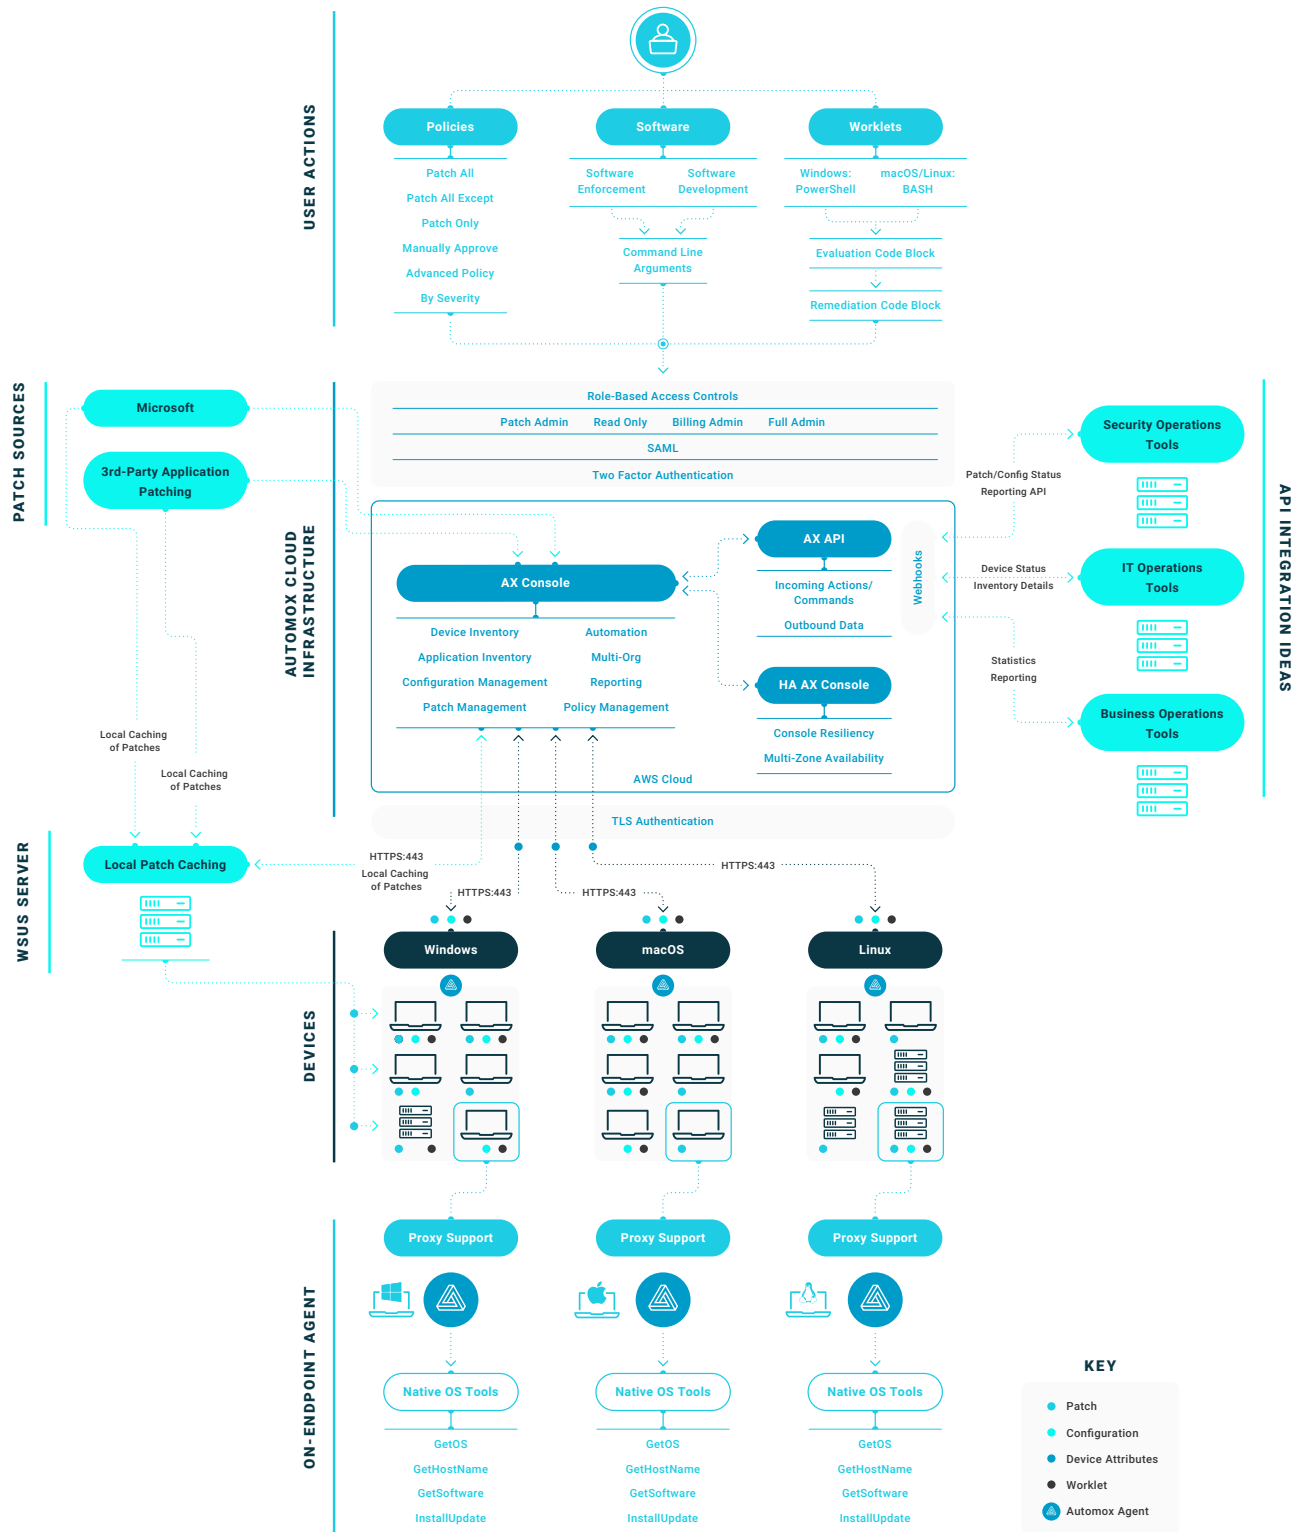 USER ACTIONS
Policies
Patch All
Patch All Except
Patch Only
Manually Approve
Advanced Policy
By Severity
Software
Software
Enforcement
Software
Development
Command Line
Arguments
Worklets
Windows:
PowerShell
macOS/Linux:
BASH
Evaluation Code Block
Remediation Code Block
PATCH SOURCES
Microsoft
3rd-Party Application
Patching
Local Caching
of Patches
Local Caching
of Patches
AUTOMOX CLOUD
INFRASTRUCTURE
Role-Based Access Controls
Patch Admin
Read Only
Billing Admin
Full Admin
SAML
Two Factor Authentication
AX Console
Device Inventory
Application Inventory
Configuration Management
Patch Management
Automation
Multi-Org
Reporting
Policy Management
AX API
Incoming Actions/
Commands
Outbound Data
HA AX Console
Console Resiliency
Multi-Zone Availability
AWS Cloud
Webhooks
TLS Authentication
API INTEGRATION IDEAS
Patch/Config Status
Reporting API
Security Operations
Tools
Device Status
Inventory Details
IT Operations
Tools
Statistics
Reporting
Business Operations
Tools
WSUS SERVER
Local Patch Caching
HTTPS:443
Local Caching
of Patches
HTTPS:443
HTTPS:443
HTTPS:443
DEVICES
Windows
macOS
Linux
ON-ENDPOINT AGENT
Proxy Support
Proxy Support
Proxy Support
Native OS Tools
GetOS
GetHostName
GetSoftware
InstallUpdate
Native OS Tools
GetOS
GetHostName
GetSoftware
InstallUpdate
Native OS Tools
GetOS
GetHostName
GetSoftware
InstallUpdate
KEY
Patch
Configuration
Device Attributes
Worklet
Automox Agent